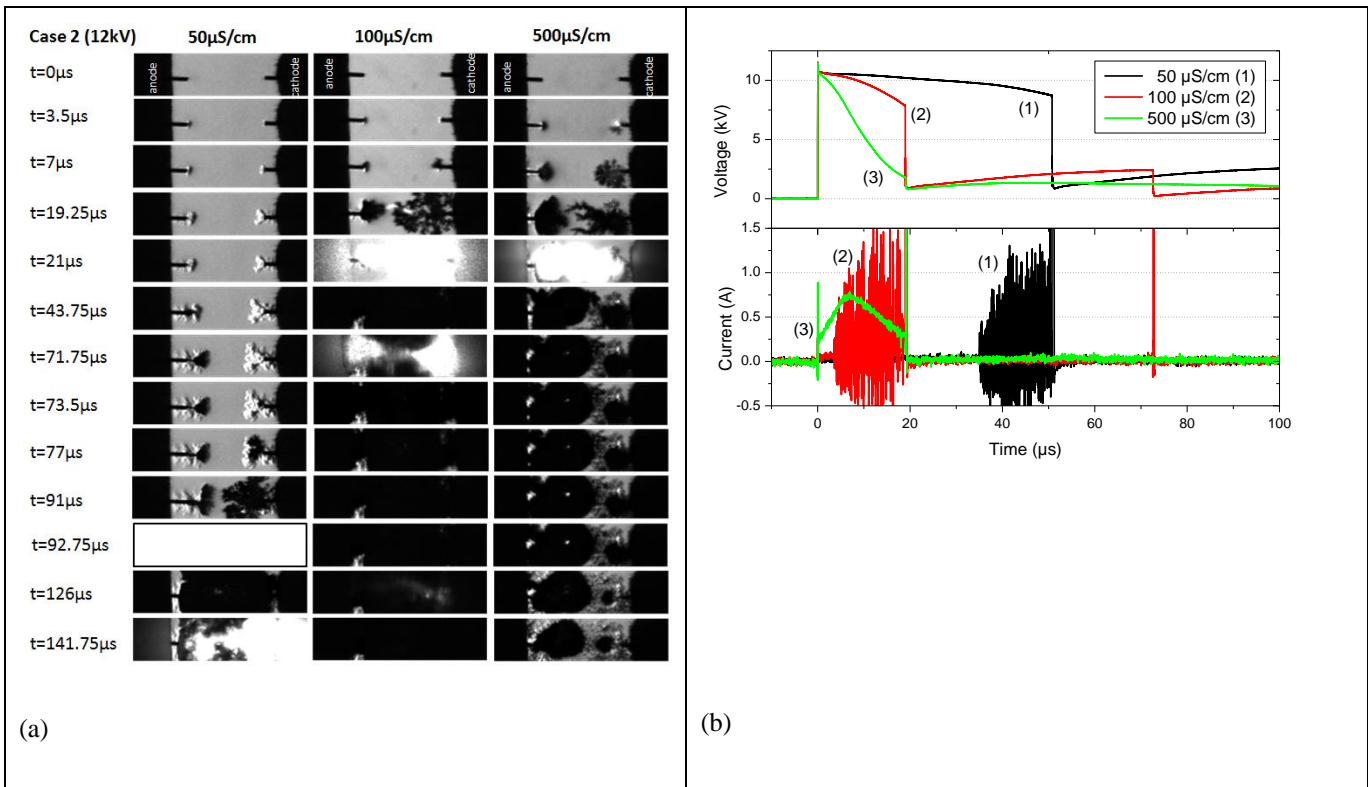 Case 2 (12kV)
50µS/cm
100µS/cm
500µS/cm
anode
cathode
anode
cathode
anode
cathode
t=0µs
t=3.5µs
t=7µs
t=19.25µs
t=21µs
t=43.75µs
t=71.75µs
t=73.5µs
t=77µs
t=91µs
t=92.75µs
t=126µs
t=141.75µs
(a)
Voltage (kV)
10
5
0
50 µS/cm (1)
100 µS/cm (2)
500 µS/cm (3)
(1)
(2)
(3)
Current (A)
1.5
1.0
0.5
0.0
-0.5
(2)
(1)
(3)
0 20 40 60 80 100
Time (µs)
(b)